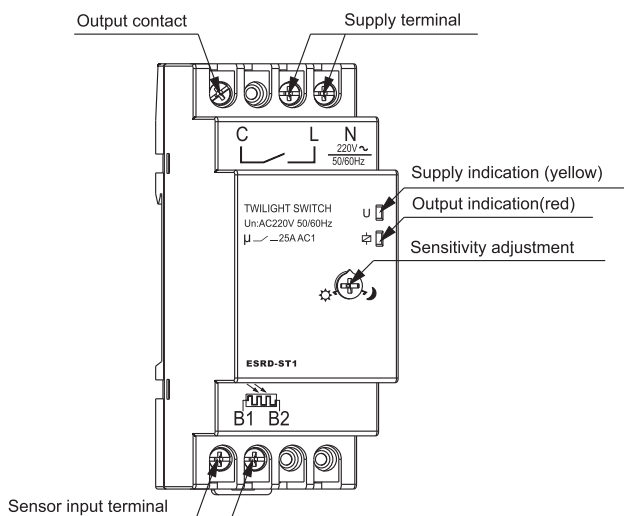 Output contact
Supply terminal
C L N
220V~
50/60Hz
Supply indication (yellow)
TWILIGHT SWITCH
U
Output indication(red)
Un:AC220V 50/60Hz
µ 25A AC1
Sensitivity adjustment
ESRD-ST1
B1 B2
Sensor input terminal